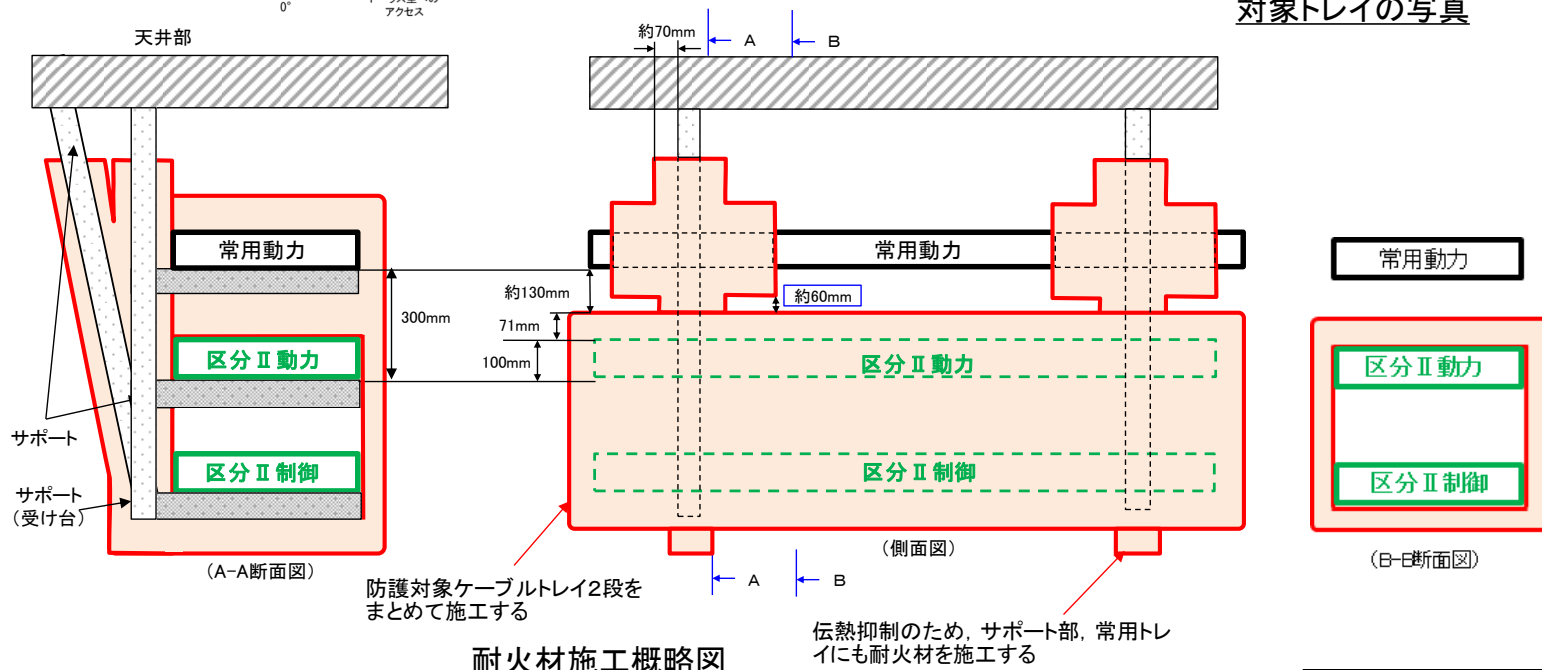 0°
アクセス
対象トレイの写真
天井部
約70mm
A
B
常用動力
常用動力
常用動力
約130mm
約60mm
300mm
71mm
100mm
区分Ⅱ動力
区分Ⅱ動力
区分Ⅱ動力
サポート
区分Ⅱ制御
区分Ⅱ制御
区分Ⅱ制御
サポート
（受け台）
（A-A断面図）
（側面図）
（B-B断面図）
A
B
防護対象ケーブルトレイ2段を
まとめて施工する
伝熱抑制のため，サポート部，常用トレ
イにも耐火材を施工する
耐火材施工概略図